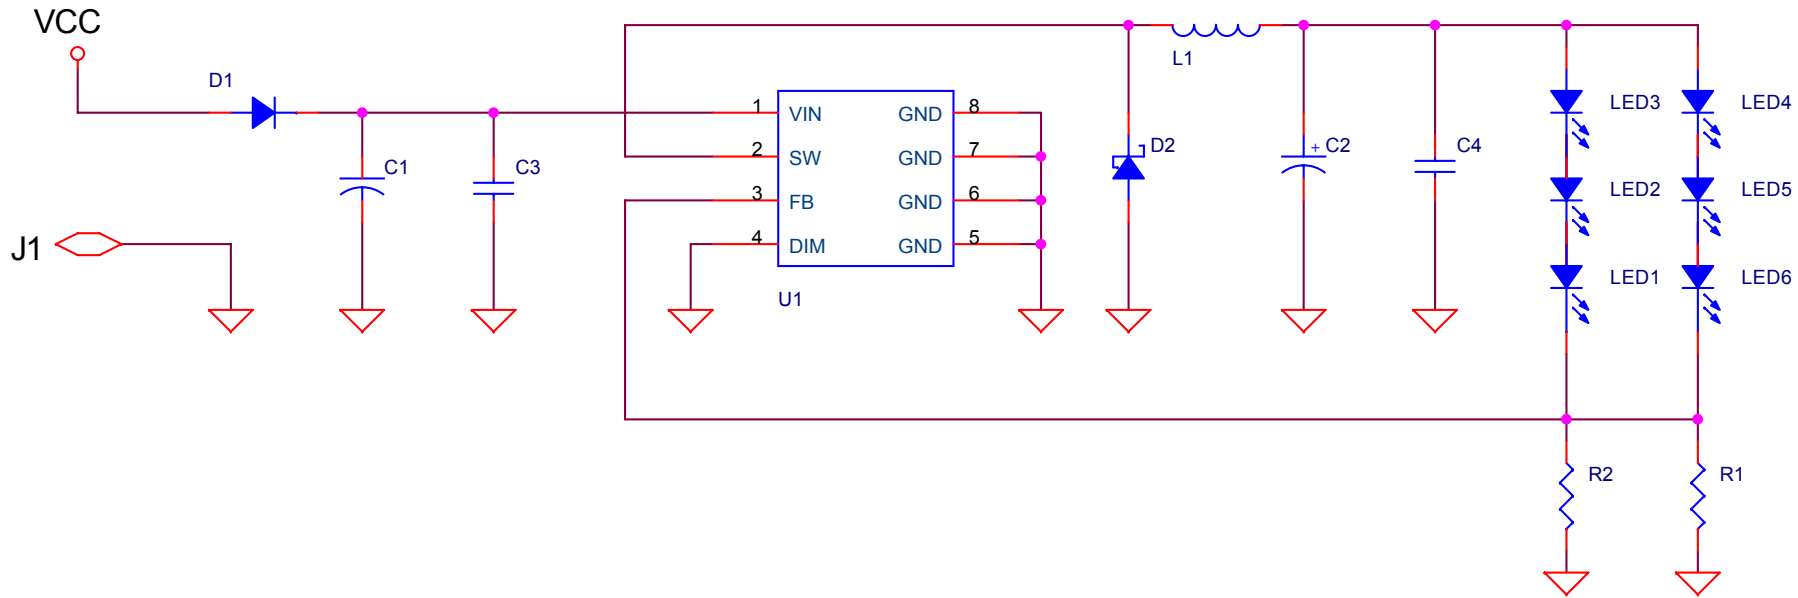 VCC
D1
L1
LED3
LED4
1 VIN GND 8
2 SW GND 7
D2
+ C2
C4
C1
C3
3 FB GND 6
LED2
LED5
4 DIM GND 5
J1
U1
LED1
LED6
R2
R1